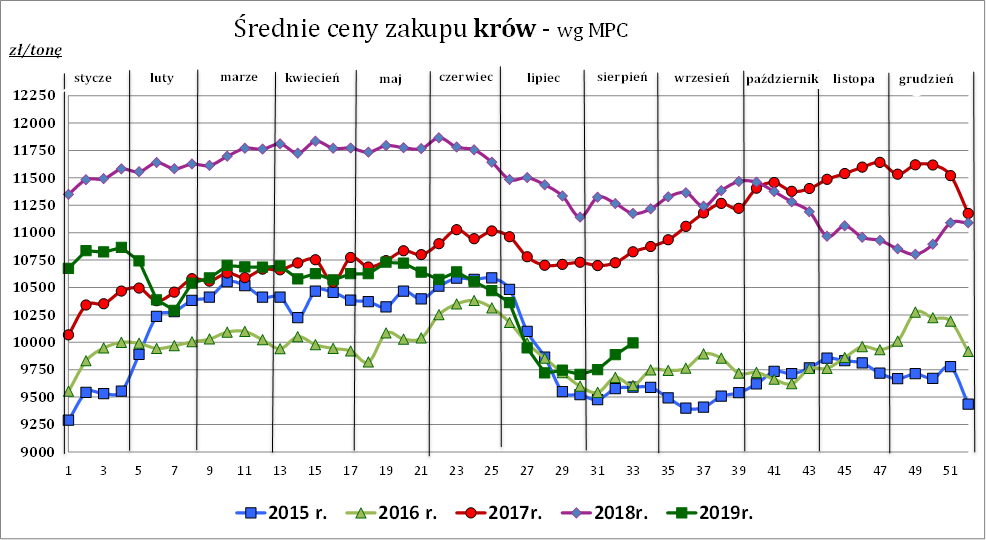 Średnie ceny zakupu krów - wg MPC
zł/tonę
stycze luty marze kwiecień maj czerwiec lipiec sierpień wrzesień październik listopa grudzień
12250
12000
11750
11500
11250
11000
10750
10500
10250
10000
9750
9500
9250
9000
1 3 5 7 9 11 13 15 17 19 21 23 25 27 29 31 33 35 37 39 41 43 45 47 49 51
2015 r. 2016 r. 2017r. 2018r. 2019r.